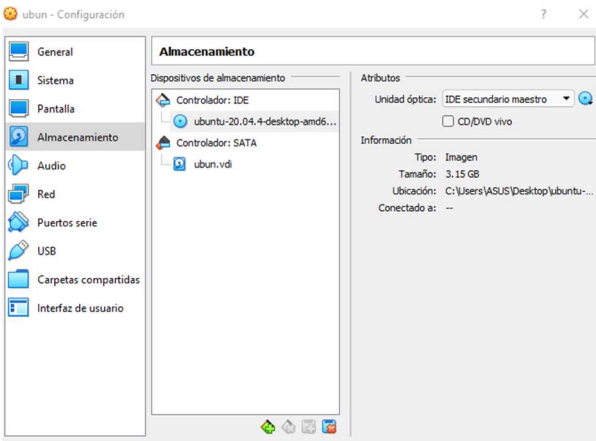 ubun - Configuración
?
General
Sistema
Pantalla
Almacenamiento
Audio
Red
Puertos serie
USB
Carpetas compartidas
Interfaz de usuario
Almacenamiento
Dispositivos de almacenamiento
Controlador: IDE
ubuntu-20.04.4-desktop-amd6...
Controlador: SATA
ubun.vdi
Atributos
Unidad óptica: IDE secundario maestro
CD/DVD vivo
Información
Tipo: Imagen
Tamaño: 3.15 GB
Ubicación: C:\Users\ASUS\Desktop\ubuntu-...
Conectado a: --